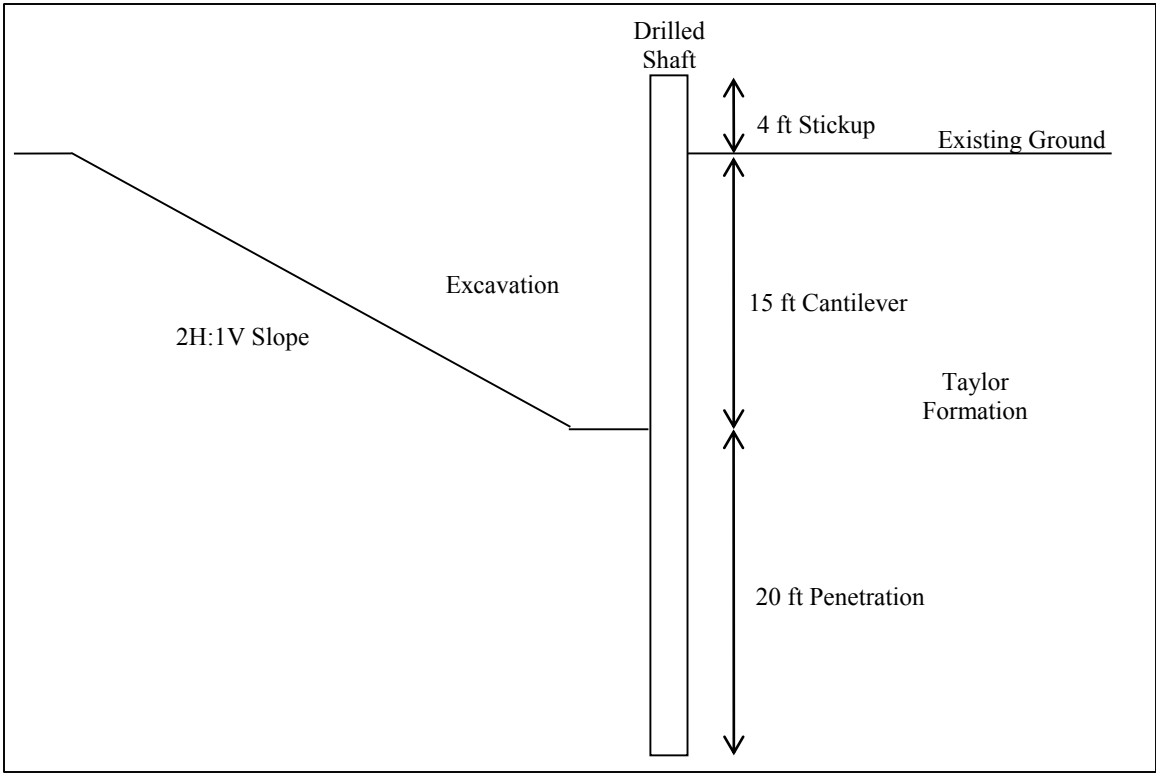 Drilled
Shaft
4 ft Stickup
Existing Ground
Excavation
15 ft Cantilever
2H:1V Slope
Taylor
Formation
20 ft Penetration